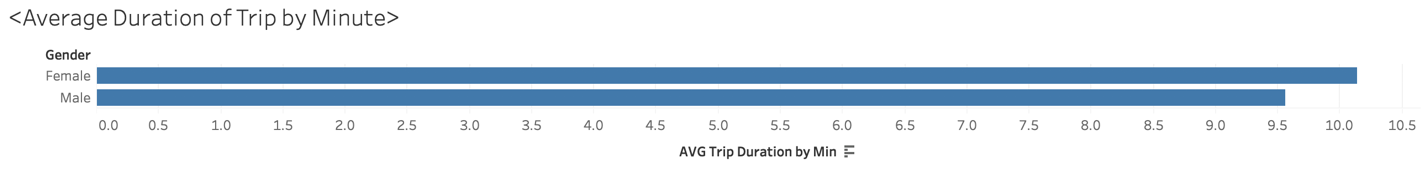 <Average Duration of Trip by Minute>
Gender
Female
Male
0.0 0.5 1.0 1.5 2.0 2.5 3.0 3.5 4.0 4.5 5.0 5.5 6.0 6.5 7.0 7.5 8.0 8.5 9.0 9.5 10.0 10.5
AVG Trip Duration by Min